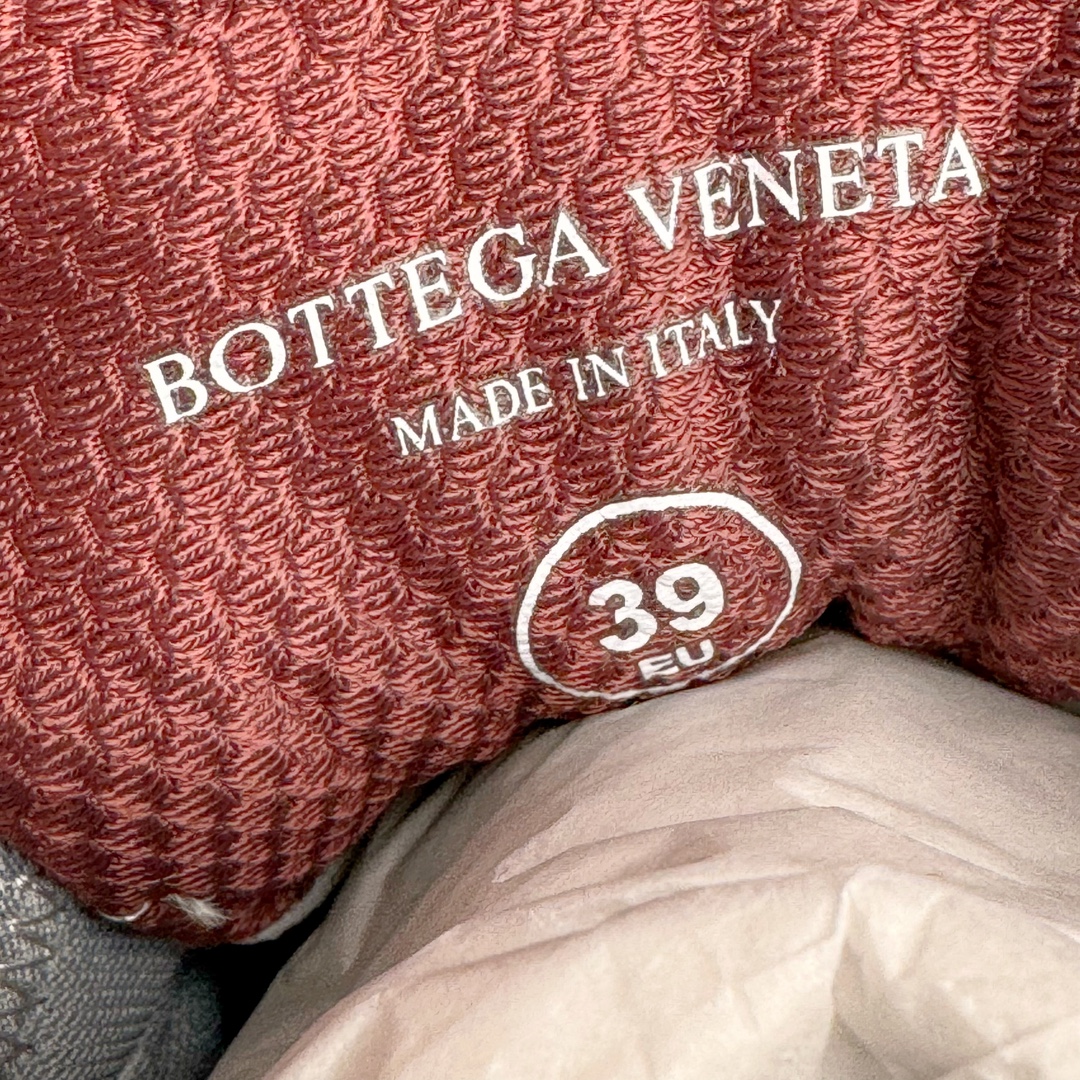 BOTTEGA VENETA
MADE IN ITALY
39
EU